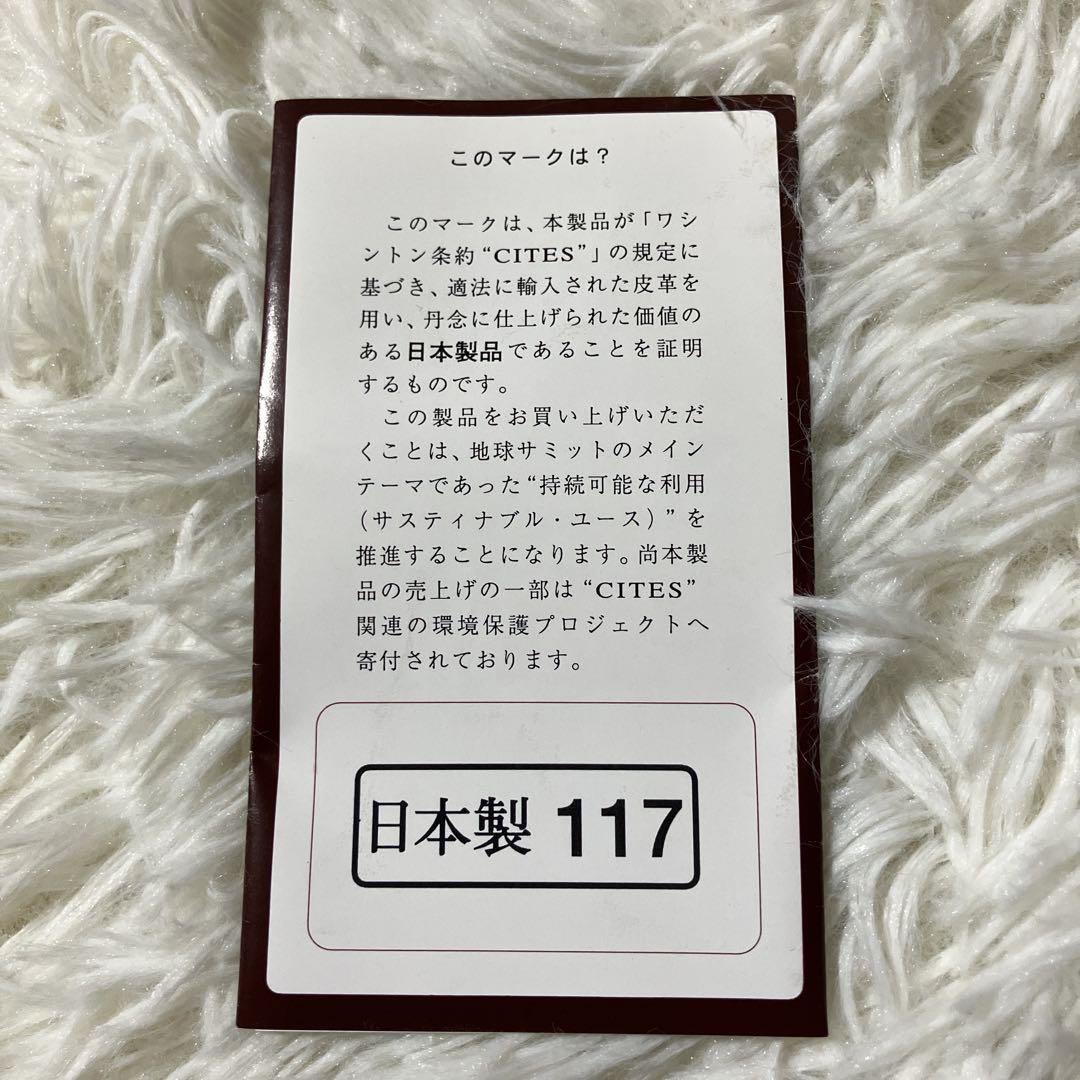 このマークは？
このマークは、本製品が「ワシ
ントン条約“CITES”」の規定に
基づき、適法に輸入された皮革を
用い、丹念に仕上げられた価値の
ある日本製品であることを証明
するものです。
この製品をお買い上げいただ
くことは、地球サミットのメイン
テーマであった“持続可能な利用
（サスティナブル・ユース）”を
推進することになります。尚本製
品の売上げの一部は“CITES”
関連の環境保護プロジェクトへ
寄付されております。
日本製 117